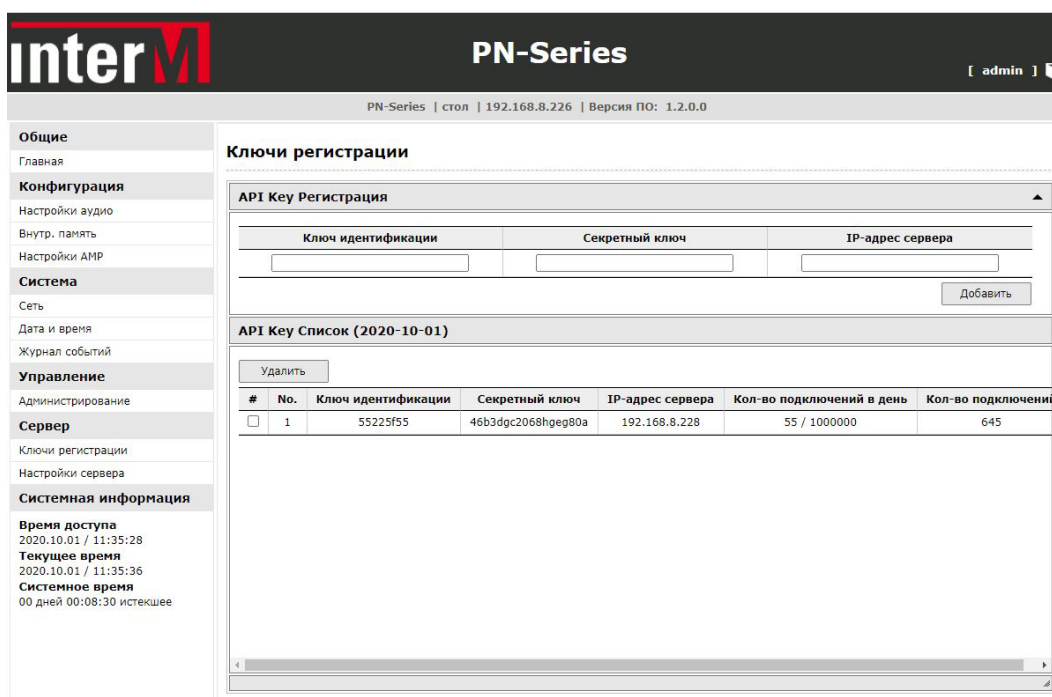 inter M
PN-Series
[ admin ]
PN-Series | стол | 192.168.8.226 | Версия ПО: 1.2.0.0
Общие
Главная
Конфигурация
Настройки аудио
Внутр. память
Настройки AMP
Система
Сеть
Дата и время
Журнал событий
Управление
Администрирование
Сервер
Ключи регистрации
Настройки сервера
Системная информация
Время доступа
2020.10.01 / 11:35:28
Текущее время
2020.10.01 / 11:35:36
Системное время
00 дней 00:08:30 истекшее
Ключи регистрации
API Key Регистрация
Ключ идентификации Секретный ключ IP-адрес сервера
Добавить
API Key Список (2020-10-01)
Удалить
# No. Ключ идентификации Секретный ключ IP-адрес сервера Кол-во подключений в день Кол-во подключений
1 55225f55 46b3dgc2068hgeg80a 192.168.8.228 55 / 1000000 645